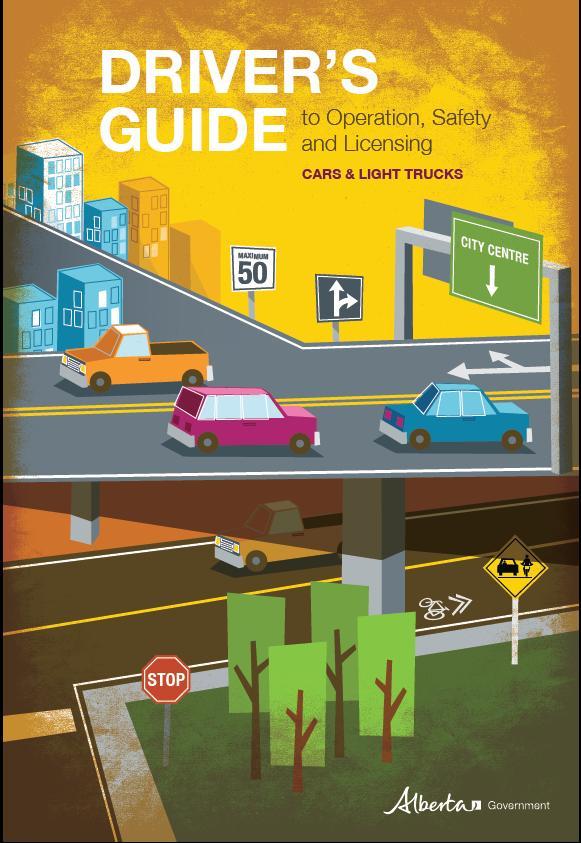 DRIVER'S
GUIDE
to Operation, Safety
and Licensing
CARS & LIGHT TRUCKS
CITY CENTRE
MAXIMUM
50
STOP
Alberta Government